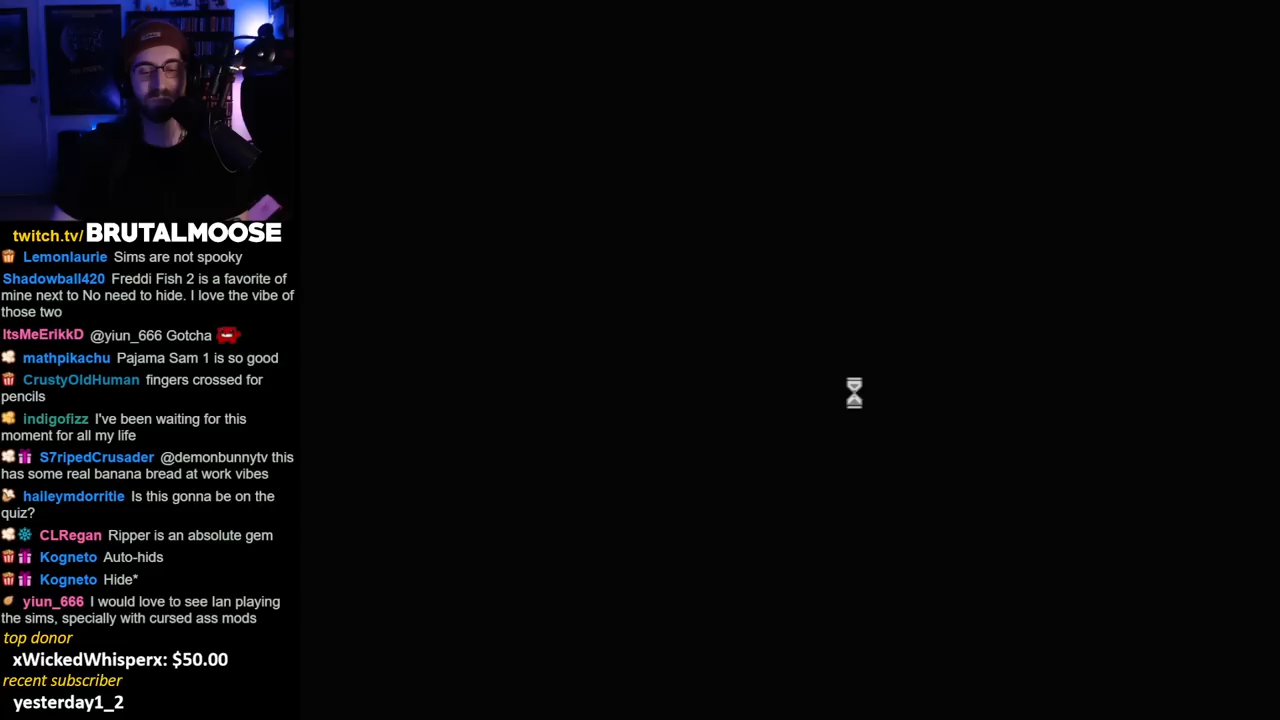 twitch.tv/BRUTALMOOSE
Lemonlaurie Sims are not spooky
Shadowball420 Freddi Fish 2 is a favorite of
mine next to No need to hide. I love the vibe of
those two
ItsMeErikkD @yiun_666 Gotcha
mathpikachu Pajama Sam 1 is so good
CrustyOldHuman fingers crossed for
pencils
indigofizz I've been waiting for this
moment for all my life
S7ripedCrusader @demonbunnytv this
has some real banana bread at work vibes
haileymdorritie Is this gonna be on the
quiz?
CLRegan Ripper is an absolute gem
Kogneto Auto-hids
Kogneto Hide*
yiun_666 I would love to see Ian playing
the sims, specially with cursed ass mods
top donor
xWickedWhisperx: $50.00
recent subscriber
yesterday1_2